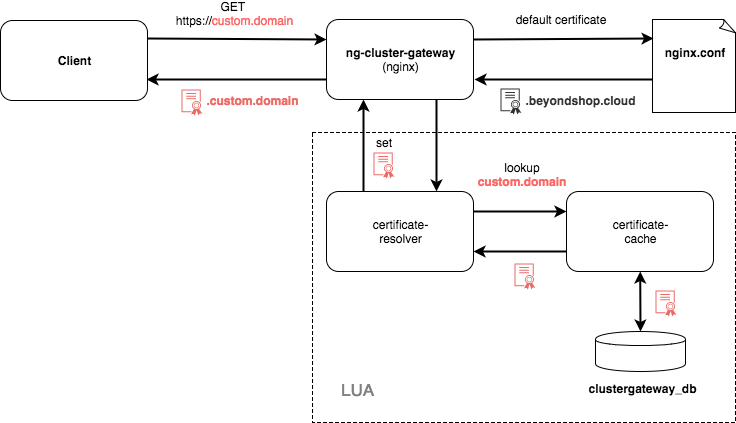 GET
https://custom.domain
default certificate
Client
ng-cluster-gateway
(nginx)
nginx.conf
.custom.domain
.beyondshop.cloud
set
lookup
custom.domain
certificate-
resolver
certificate-
cache
LUA
clustergateway_db